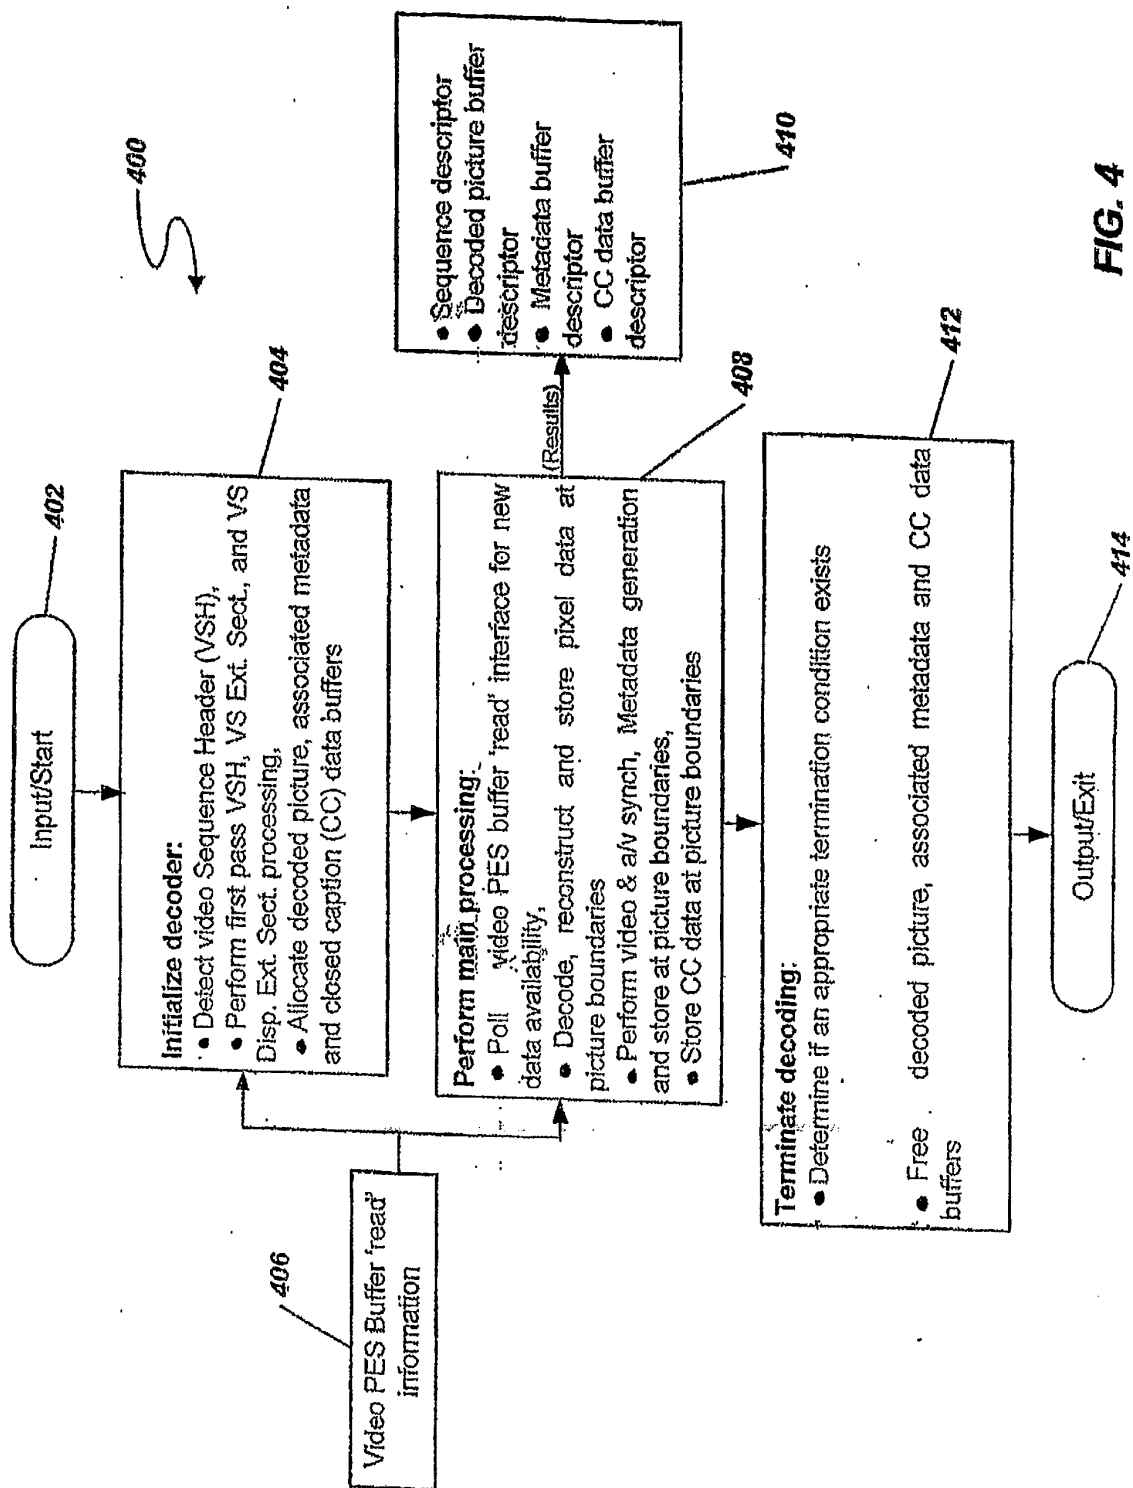 400
Input/Start
402
Initialize decoder:
• Detect video Sequence Header (VSH),
• Perform first pass VSH, VS Ext. Sect., and VS
Disp. Ext. Sect. processing,
• Allocate decoded picture, associated metadata
and closed caption (CC) data buffers
404
Video PES Buffer 'read'
information
406
Perform main processing:
• Poll video PES buffer 'read' interface for new
data availability,
• Decode, reconstruct and store pixel data at
picture boundaries
• Perform video & a/v synch, Metadata generation
and store at picture boundaries,
• Store CC data at picture boundaries
408
(Results)
• Sequence descriptor
• Decoded picture buffer
descriptor
• Metadata buffer
descriptor
• CC data buffer
descriptor
410
Terminate decoding:
• Determine if an appropriate termination condition exists
• Free decoded picture, associated metadata and CC data
buffers
412
Output/Exit
414
FIG. 4